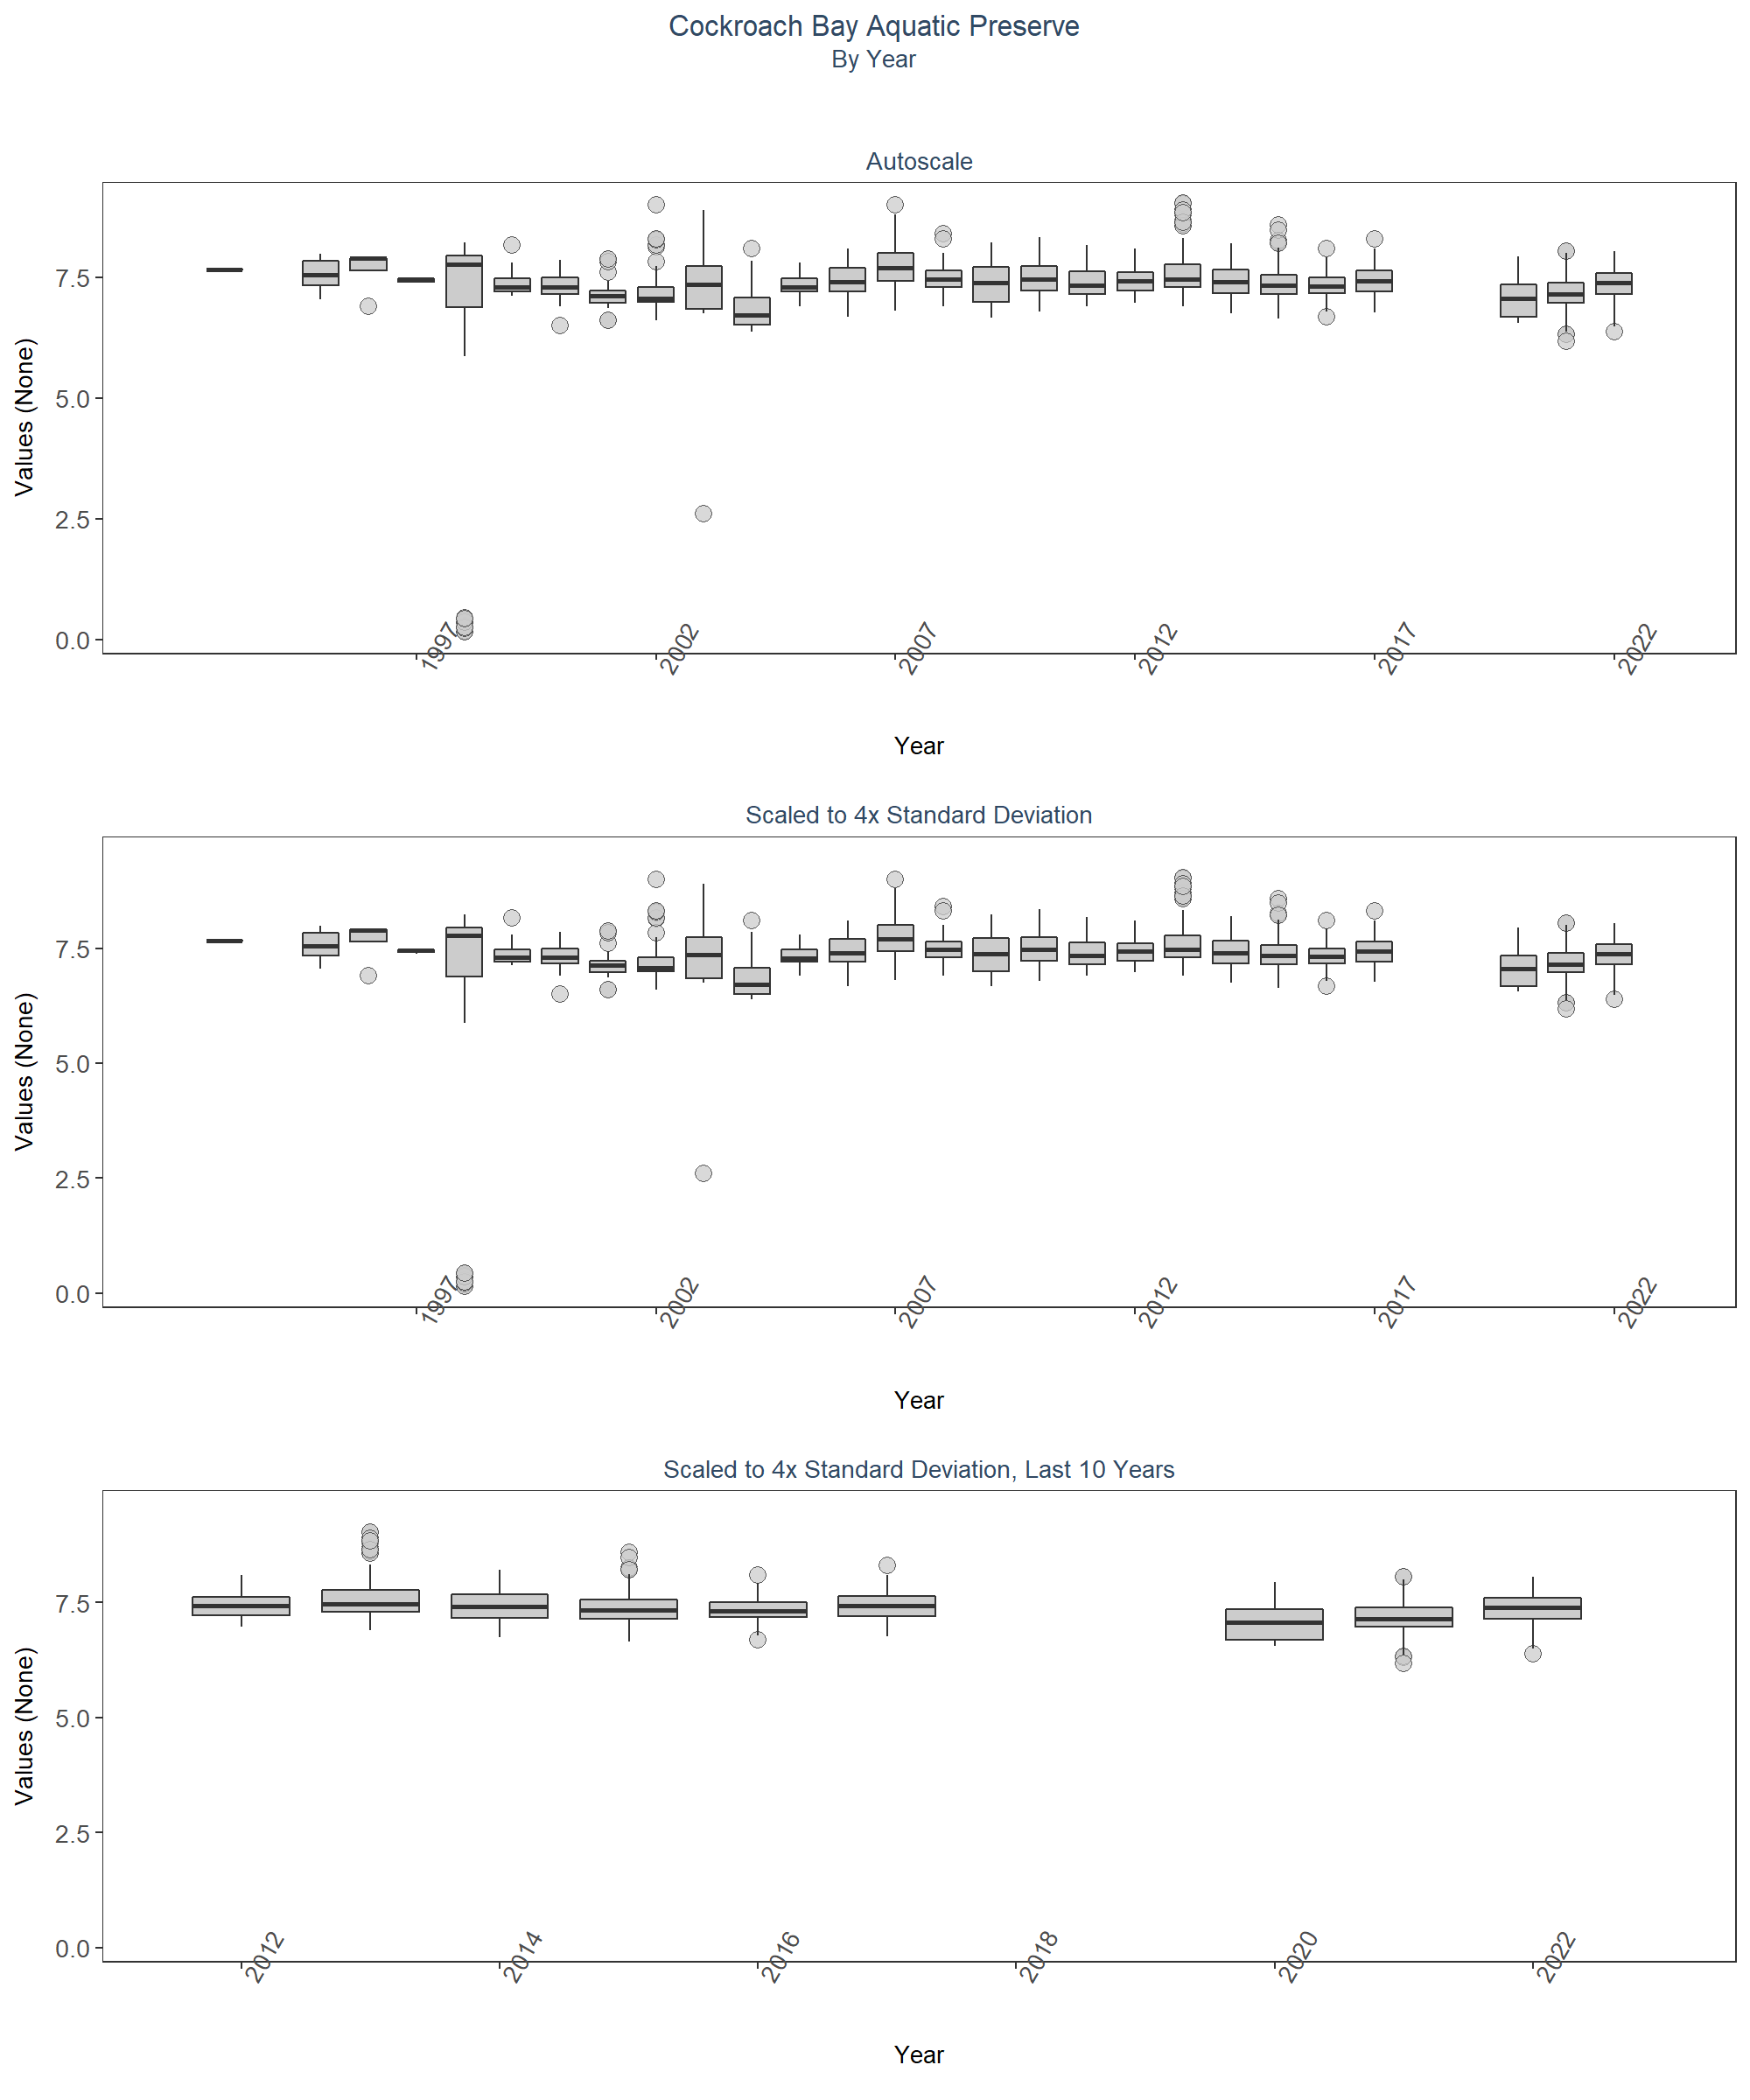 Cockroach Bay Aquatic Preserve
By Year
Autoscale
Values (None)
7.5
5.0
2.5
0.0
1997
2002
2007
2012
2017
2022
Year
Scaled to 4x Standard Deviation
Values (None)
7.5
5.0
2.5
0.0
1997
2002
2007
2012
2017
2022
Year
Scaled to 4x Standard Deviation, Last 10 Years
Values (None)
7.5
5.0
2.5
0.0
2012
2014
2016
2018
2020
2022
Year